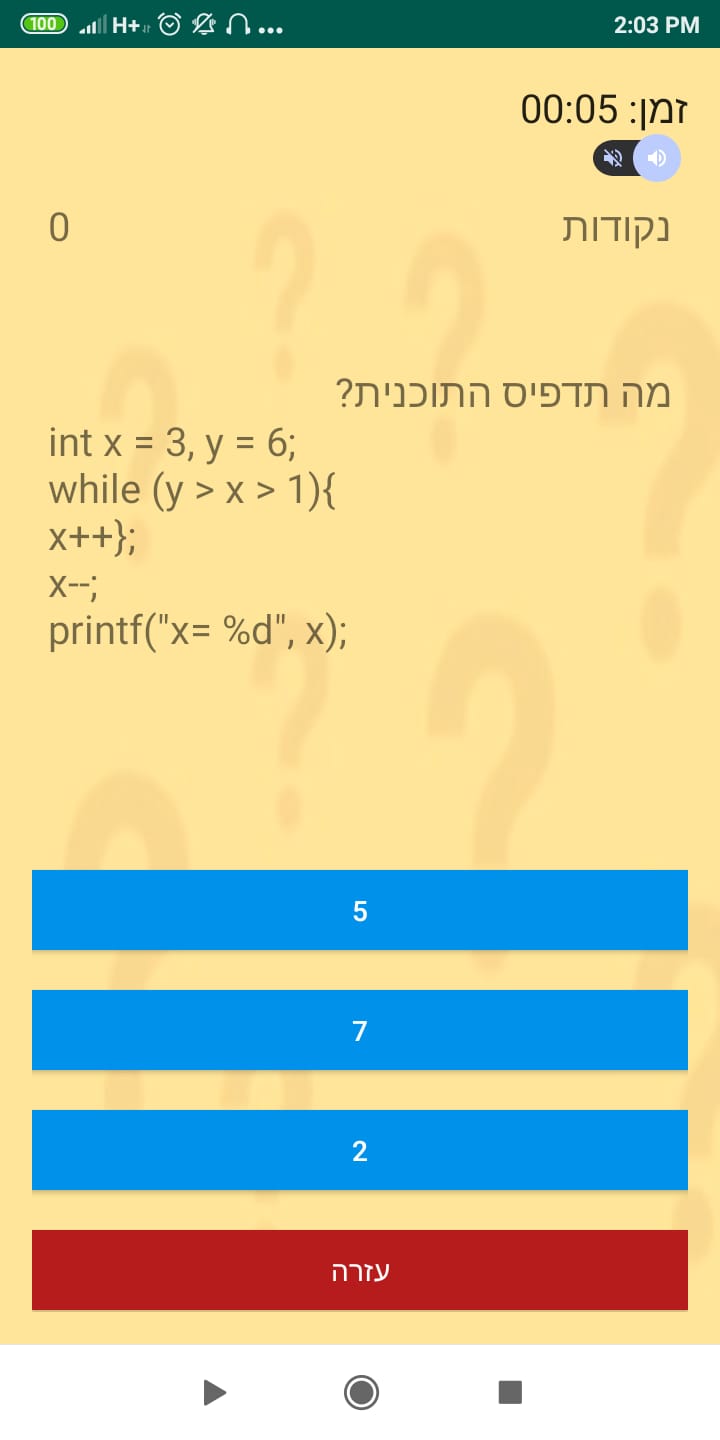 100 H+ ... 2:03 PM
זמן: 00:05
נקודות 0
מה תדפיס התוכנית?
int x = 3, y = 6;
while (y > x > 1){
x++};
x--;
printf("x= %d", x);
5
7
2
עזרה